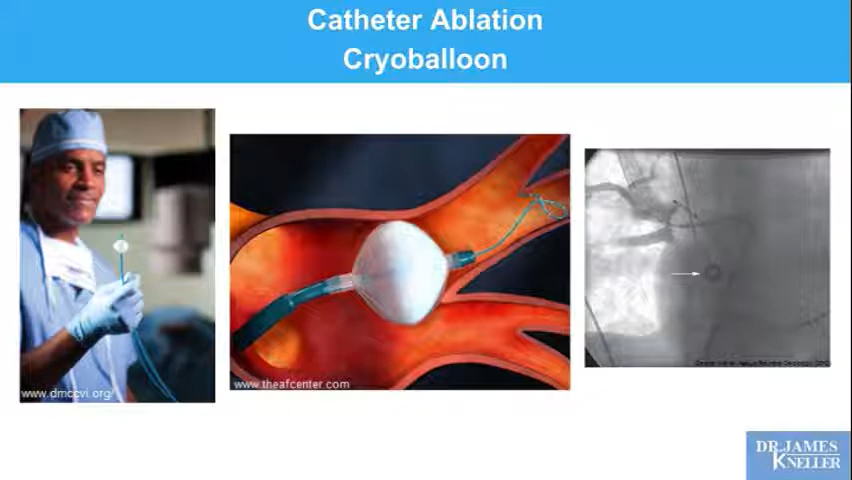 Catheter Ablation
Cryoballoon
www.dmccvi.org/
www.theafcenter.com
DR.JAMES
KNELLER